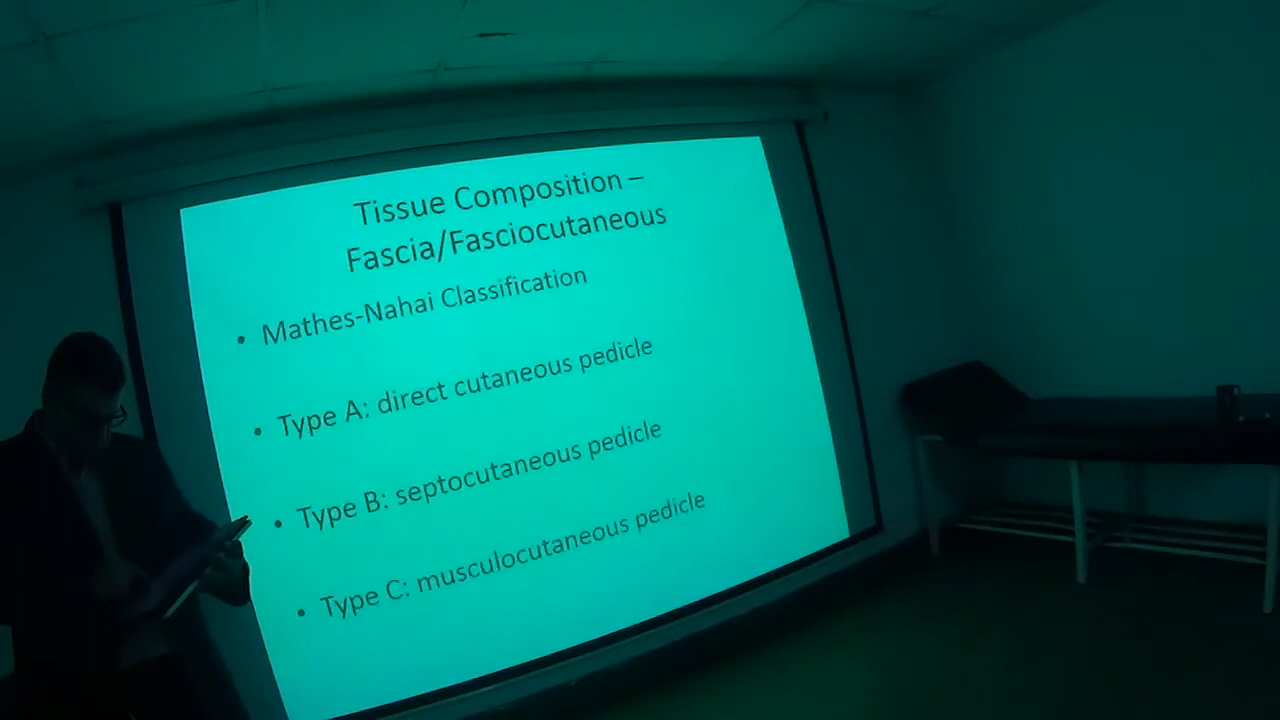 Tissue Composition –
Fascia/Fasciocutaneous
• Mathes-Nahai Classification
• Type A: direct cutaneous pedicle
• Type B: septocutaneous pedicle
• Type C: musculocutaneous pedicle